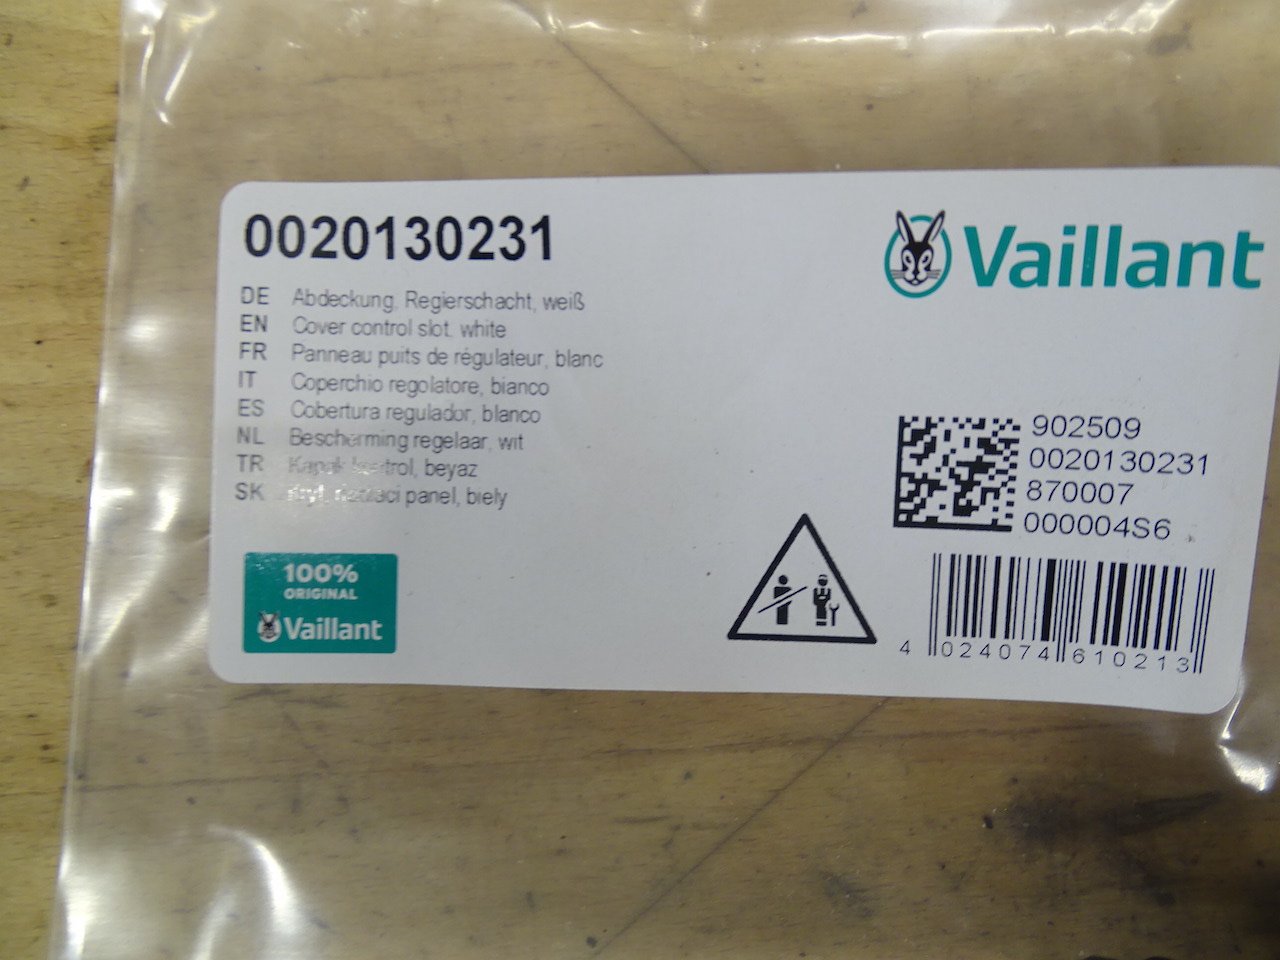 0020130231
Vaillant
DE Abdeckung, Regierschacht, weiß
EN Cover control slot, white
FR Panneau puits de régulateur, blanc
IT Coperchio regolatore, bianco
ES Cobertura regulador, blanco
NL Bescherming regelaar, wit
TR Kapak beyaz
SK panel, biely
902509
0020130231
870007
000004S6
100%
ORIGINAL
Vaillant
4 024074 610213